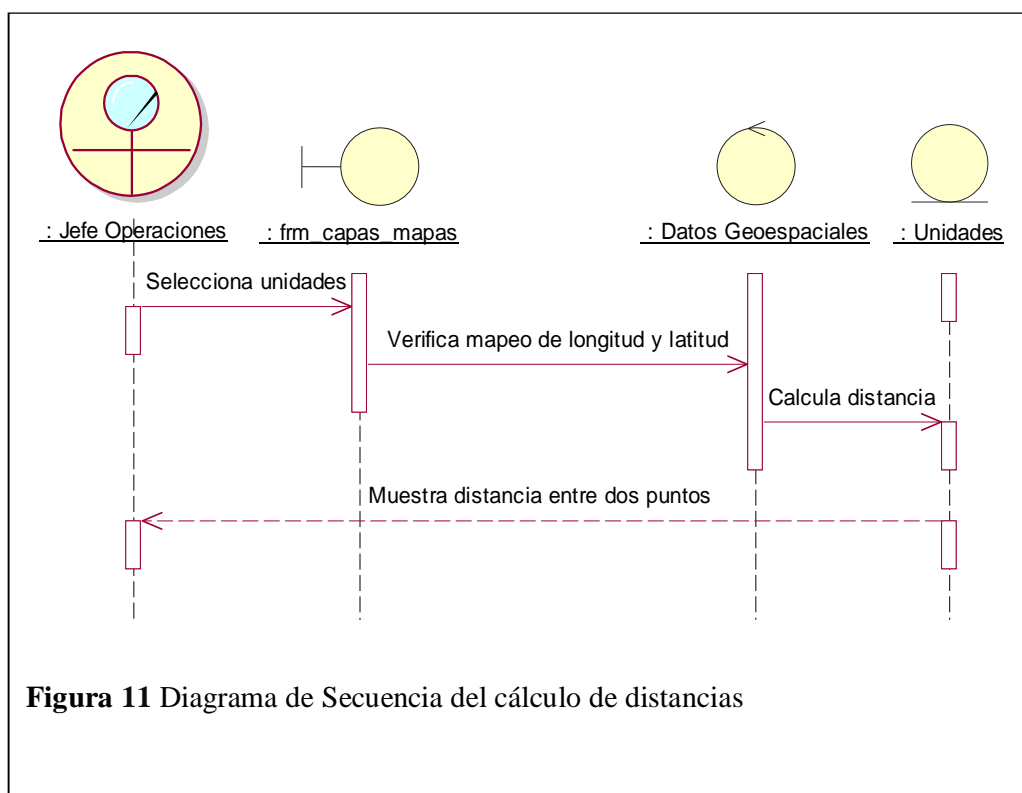 : Jefe Operaciones
: frm_capas_mapas
: Datos Geoespaciales
: Unidades
Selecciona unidades
Verifica mapeo de longitud y latitud
Calcula distancia
Muestra distancia entre dos puntos
Figura 11 Diagrama de Secuencia del cálculo de distancias